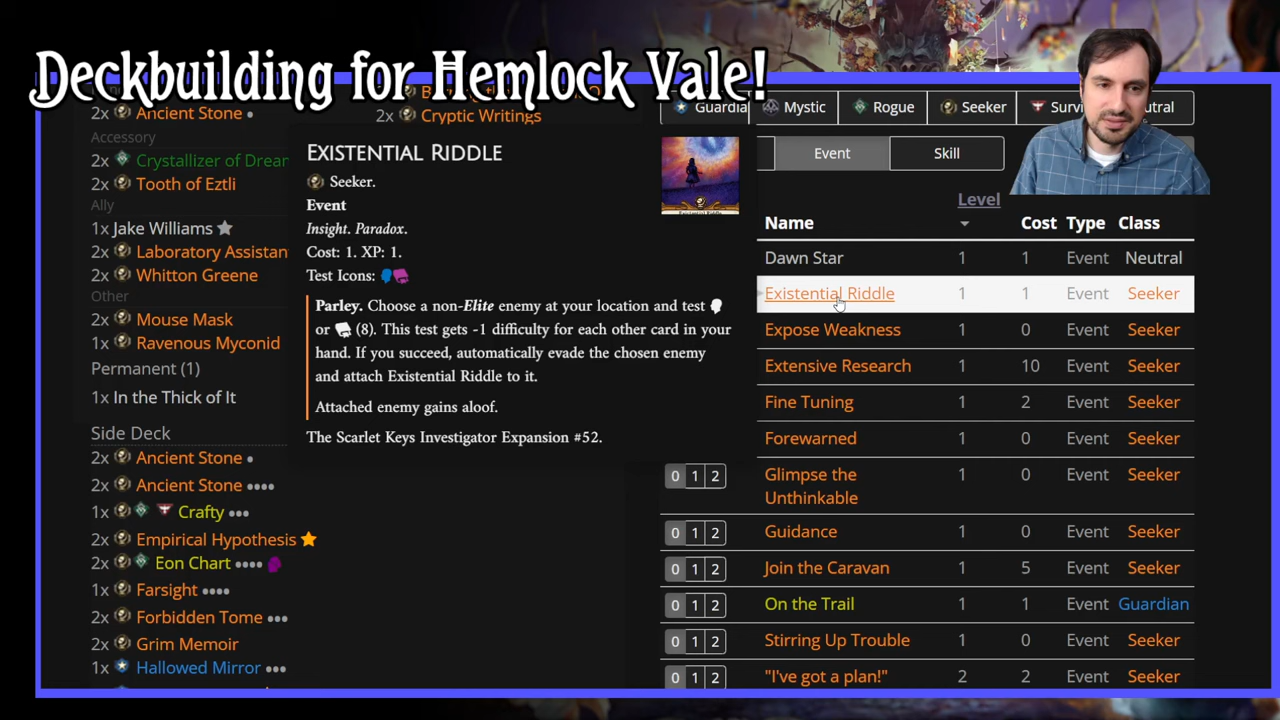 Deckbuilding for Hemlock Vale!
2x Ancient Stone
Accessory
2x Crystallizer of Drean
2x Tooth of Eztli
Ally
1x Jake Williams
2x Laboratory Assistan
2x Whitton Greene
Other
2x Mouse Mask
1x Ravenous Myconid
Permanent (1)
1x In the Thick of It
Side Deck
2x Ancient Stone
2x Ancient Stone
1x Crafty
2x Empirical Hypothesis
2x Eon Chart
1x Farsight
2x Forbidden Tome
2x Grim Memoir
1x Hallowed Mirror
2x Cryptic Writings
EXISTENTIAL RIDDLE
Seeker.
Event
Insight. Paradox.
Cost: 1. XP: 1.
Test Icons:
Parley. Choose a non-Elite enemy at your location and test
or (8). This test gets -1 difficulty for each other card in your
hand. If you succeed, automatically evade the chosen enemy
and attach Existential Riddle to it.
Attached enemy gains aloof.
The Scarlet Keys Investigator Expansion #52.
Existential Riddle
Guardia Mystic Rogue Seeker Survi utral
Event Skill
Level
Name Cost Type Class
Dawn Star 1 1 Event Neutral
Existential Riddle 1 1 Event Seeker
Expose Weakness 1 0 Event Seeker
Extensive Research 1 10 Event Seeker
Fine Tuning 1 2 Event Seeker
Forewarned 1 0 Event Seeker
0 1 2 Glimpse the 1 0 Event Seeker
Unthinkable
0 1 2 Guidance 1 0 Event Seeker
0 1 2 Join the Caravan 1 5 Event Seeker
0 1 2 On the Trail 1 1 Event Guardian
0 1 2 Stirring Up Trouble 1 0 Event Seeker
0 1 2 "I've got a plan!" 2 2 Event Seeker